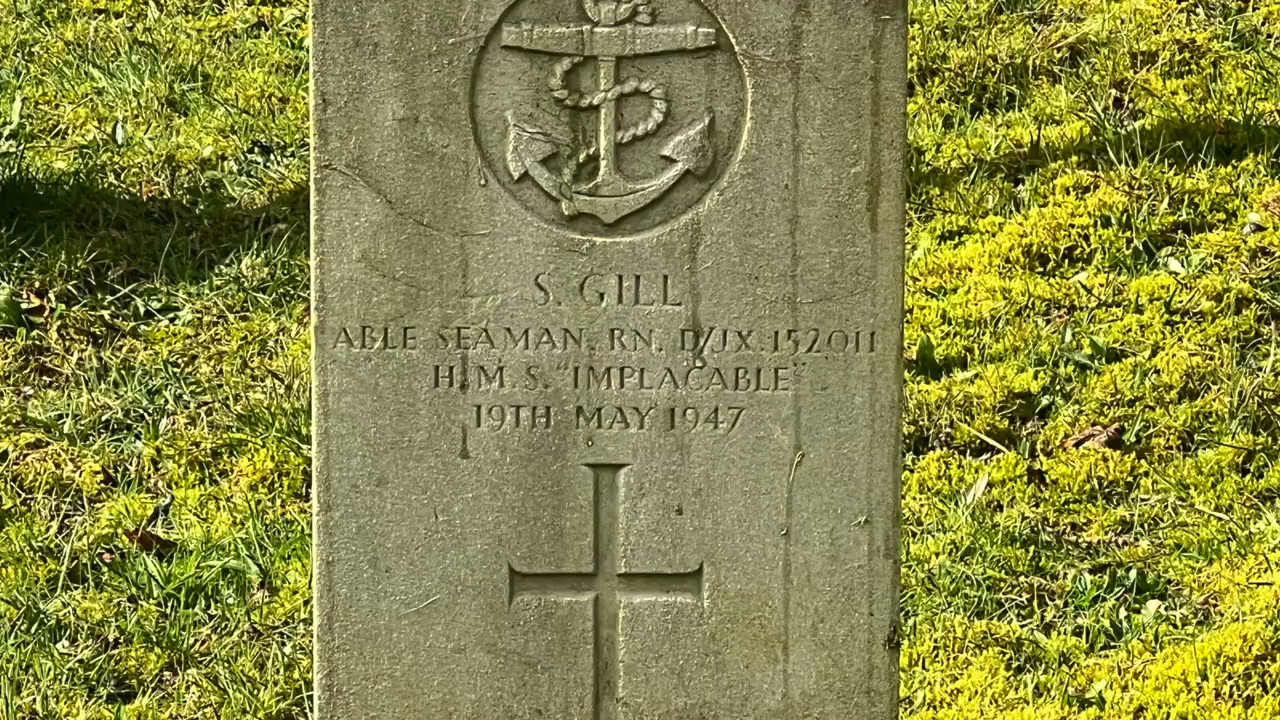 S. GILL
ABLE SEAMAN. RN. D/JX.152011
H.M.S. "IMPLACABLE"
19TH MAY 1947